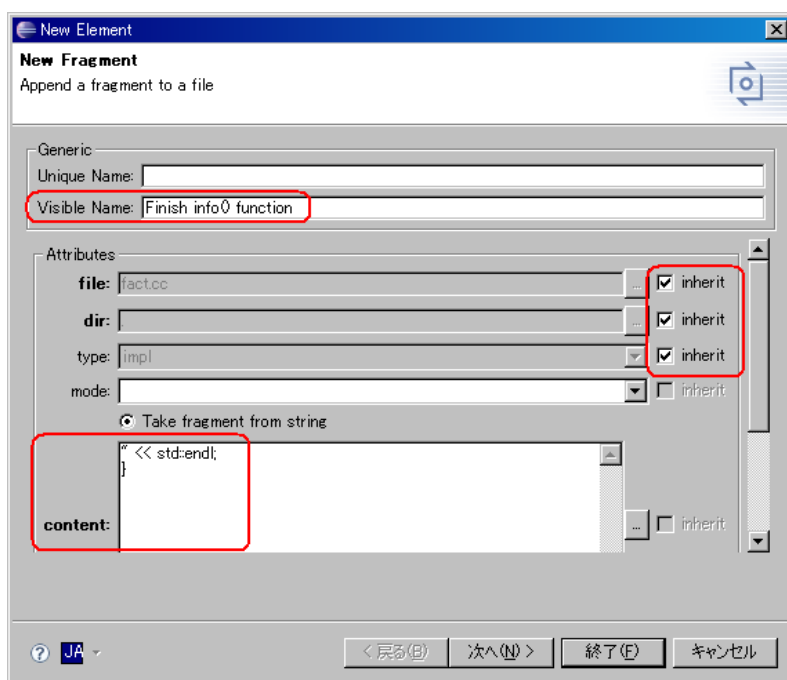 New Element
New Fragment
Append a fragment to a file
Generic
Unique Name:
Visible Name: Finish info() function
Attributes
file: fact.cc ... inherit
dir: . ... inherit
type: impl inherit
mode: inherit
Take fragment from string
" << std::endl;
}
content: ... inherit
? JA < 戻る(B) 次へ(N) > 終了(F) キャンセル